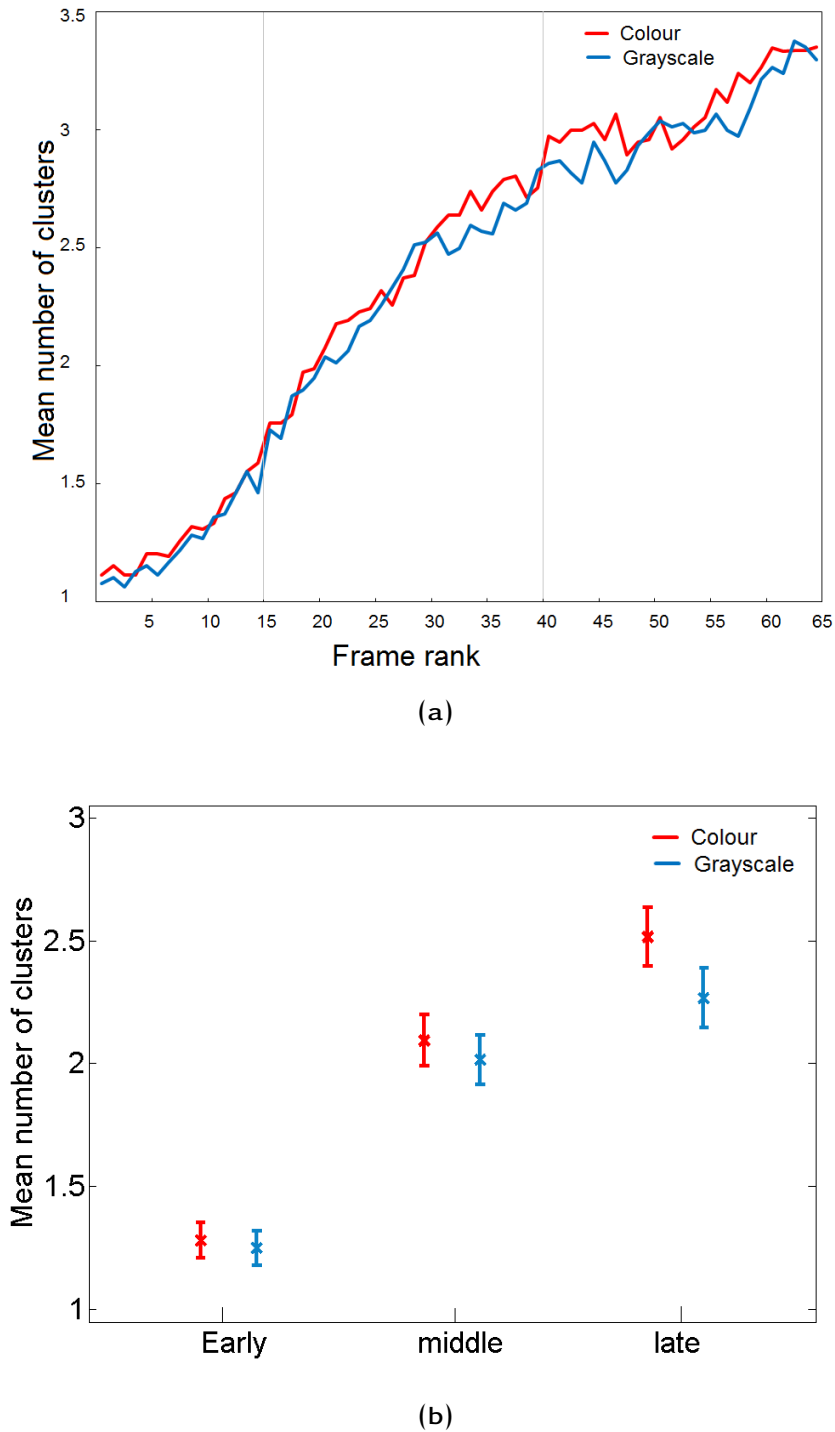 3.5
3
2.5
2
1.5
1
Mean number of clusters
Colour
Grayscale
5 10 15 20 25 30 35 40 45 50 55 60 65
Frame rank
(a)
3
2.5
2
1.5
1
Mean number of clusters
Colour
Grayscale
Early middle late
(b)